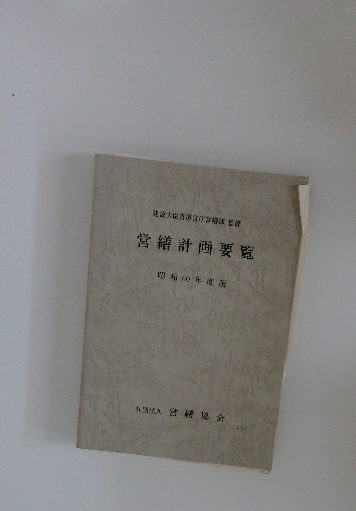 建設大臣官房官庁営繕部 監修
営繕計画要覧
昭和60年度版
社団法人 営繕協会